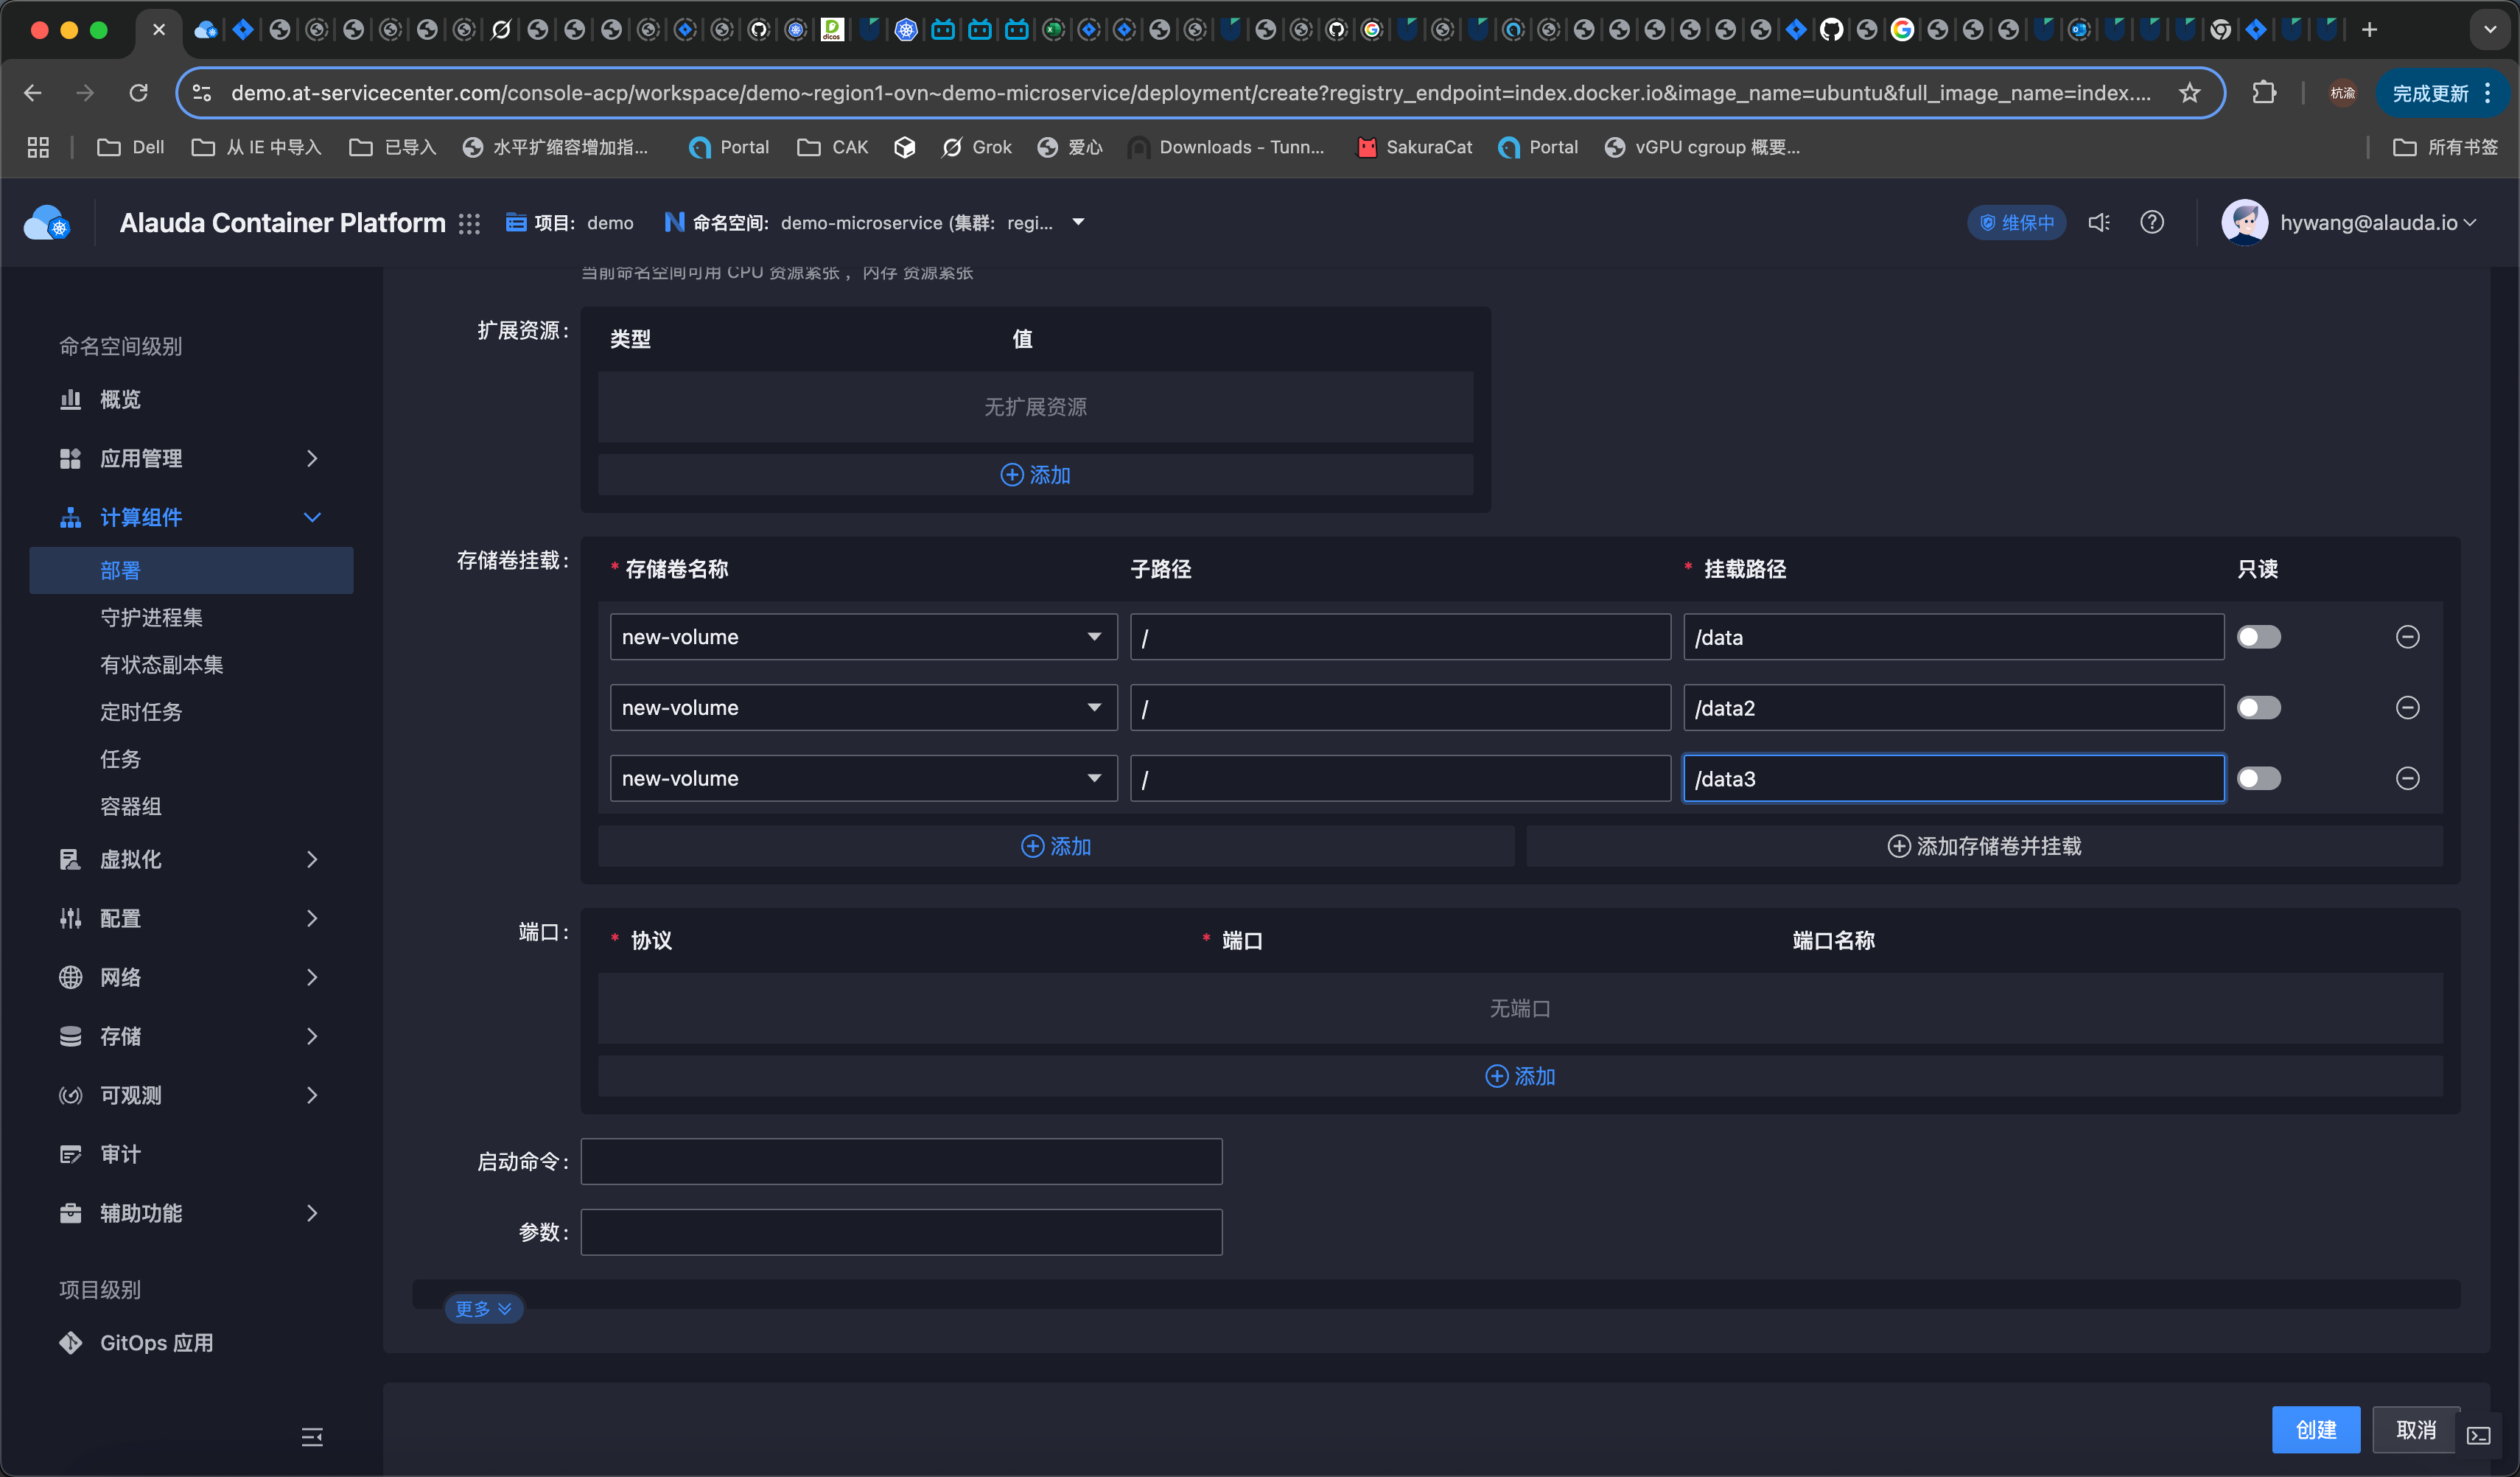 demo.at-servicecenter.com/console-acp/workspace/demo~region1-ovn~demo-microservice/deployment/create?registry_endpoint=index.docker.io&image_name=ubuntu&full_image_name=index....
杭渝
完成更新
Dell
从 IE 中导入
已导入
水平扩缩容增加指...
Portal
CAK
Grok
爱心
Downloads - Tunn...
SakuraCat
Portal
vGPU cgroup 概要...
所有书签
Alauda Container Platform
项目: demo
命名空间: demo-microservice (集群: regi...
维保中
hywang@alauda.io
当前命名空间可用 CPU 资源紧张 ，内存 资源紧张
命名空间级别
概览
应用管理
计算组件
部署
守护进程集
有状态副本集
定时任务
任务
容器组
虚拟化
配置
网络
存储
可观测
审计
辅助功能
项目级别
GitOps 应用
扩展资源:
类型 值
无扩展资源
添加
存储卷挂载:
* 存储卷名称 子路径 * 挂载路径 只读
new-volume / /data
new-volume / /data2
new-volume / /data3
添加 添加存储卷并挂载
端口:
* 协议 * 端口 端口名称
无端口
添加
启动命令:
参数:
更多
创建 取消